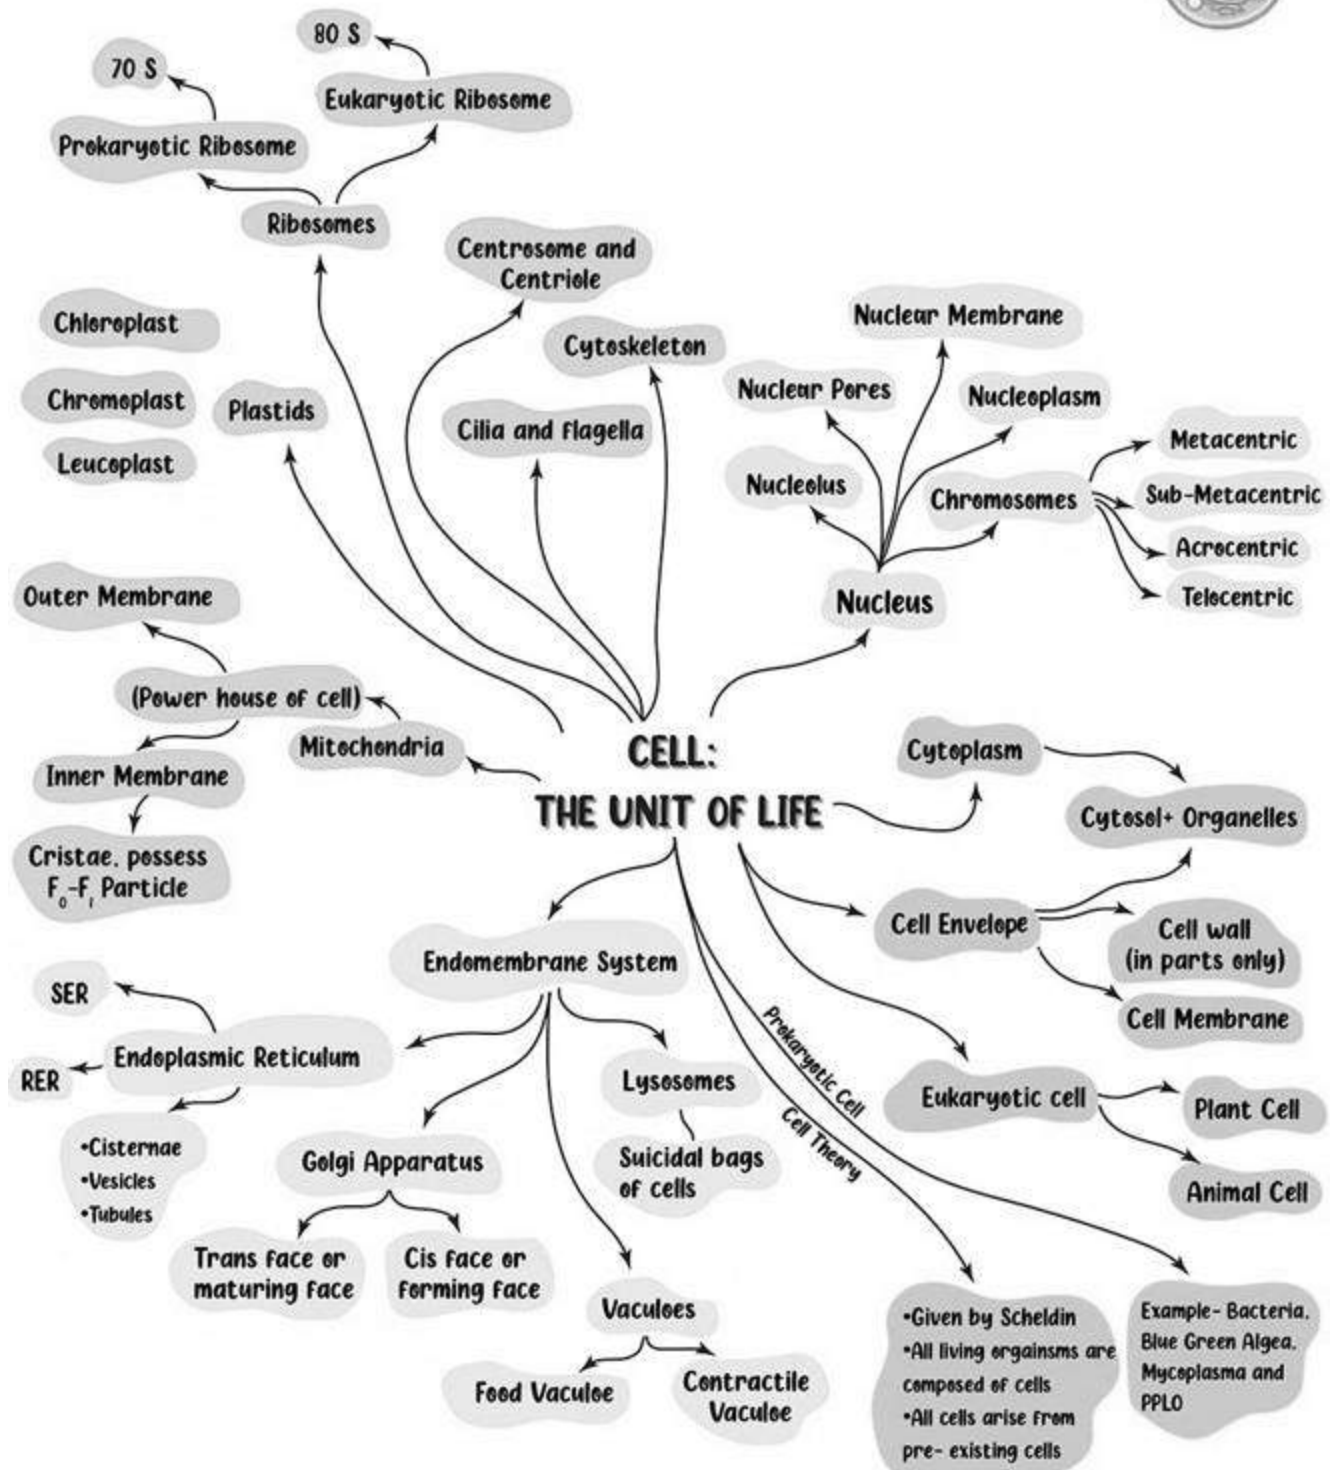 80 S
70 S
Eukaryotic Ribosome
Prokaryotic Ribosome
Ribosomes
Centrosome and
Centriole
Chloroplast
Cytoskeleton
Nuclear Membrane
Chromoplast
Plastids
Cilia and flagella
Leucoplast
Nuclear Pores
Nucleoplasm
Nucleolus
Chromosomes
Metacentric
Sub-Metacentric
Acrocentric
Telocentric
Nucleus
Outer Membrane
(Power house of cell)
Mitochondria
Inner Membrane
Cristae, possess
F₀-F₁ Particle
CELL:
THE UNIT OF LIFE
Cytoplasm
Cytosol+ Organelles
Cell Envelope
Cell wall
(in parts only)
Cell Membrane
Endomembrane System
SER
Endoplasmic Reticulum
RER
•Cisternae
•Vesicles
•Tubules
Lysosomes
Suicidal bags
of cells
Golgi Apparatus
Trans face or
maturing face
Cis face or
forming face
Vaculoes
Food Vaculoe
Contractile
Vaculoe
Prokaryotic Cell
Cell Theory
Eukaryotic cell
Plant Cell
Animal Cell
•Given by Scheldin
•All living orgainsms are
composed of cells
•All cells arise from
pre- existing cells
Example- Bacteria,
Blue Green Algea,
Mycoplasma and
PPLO